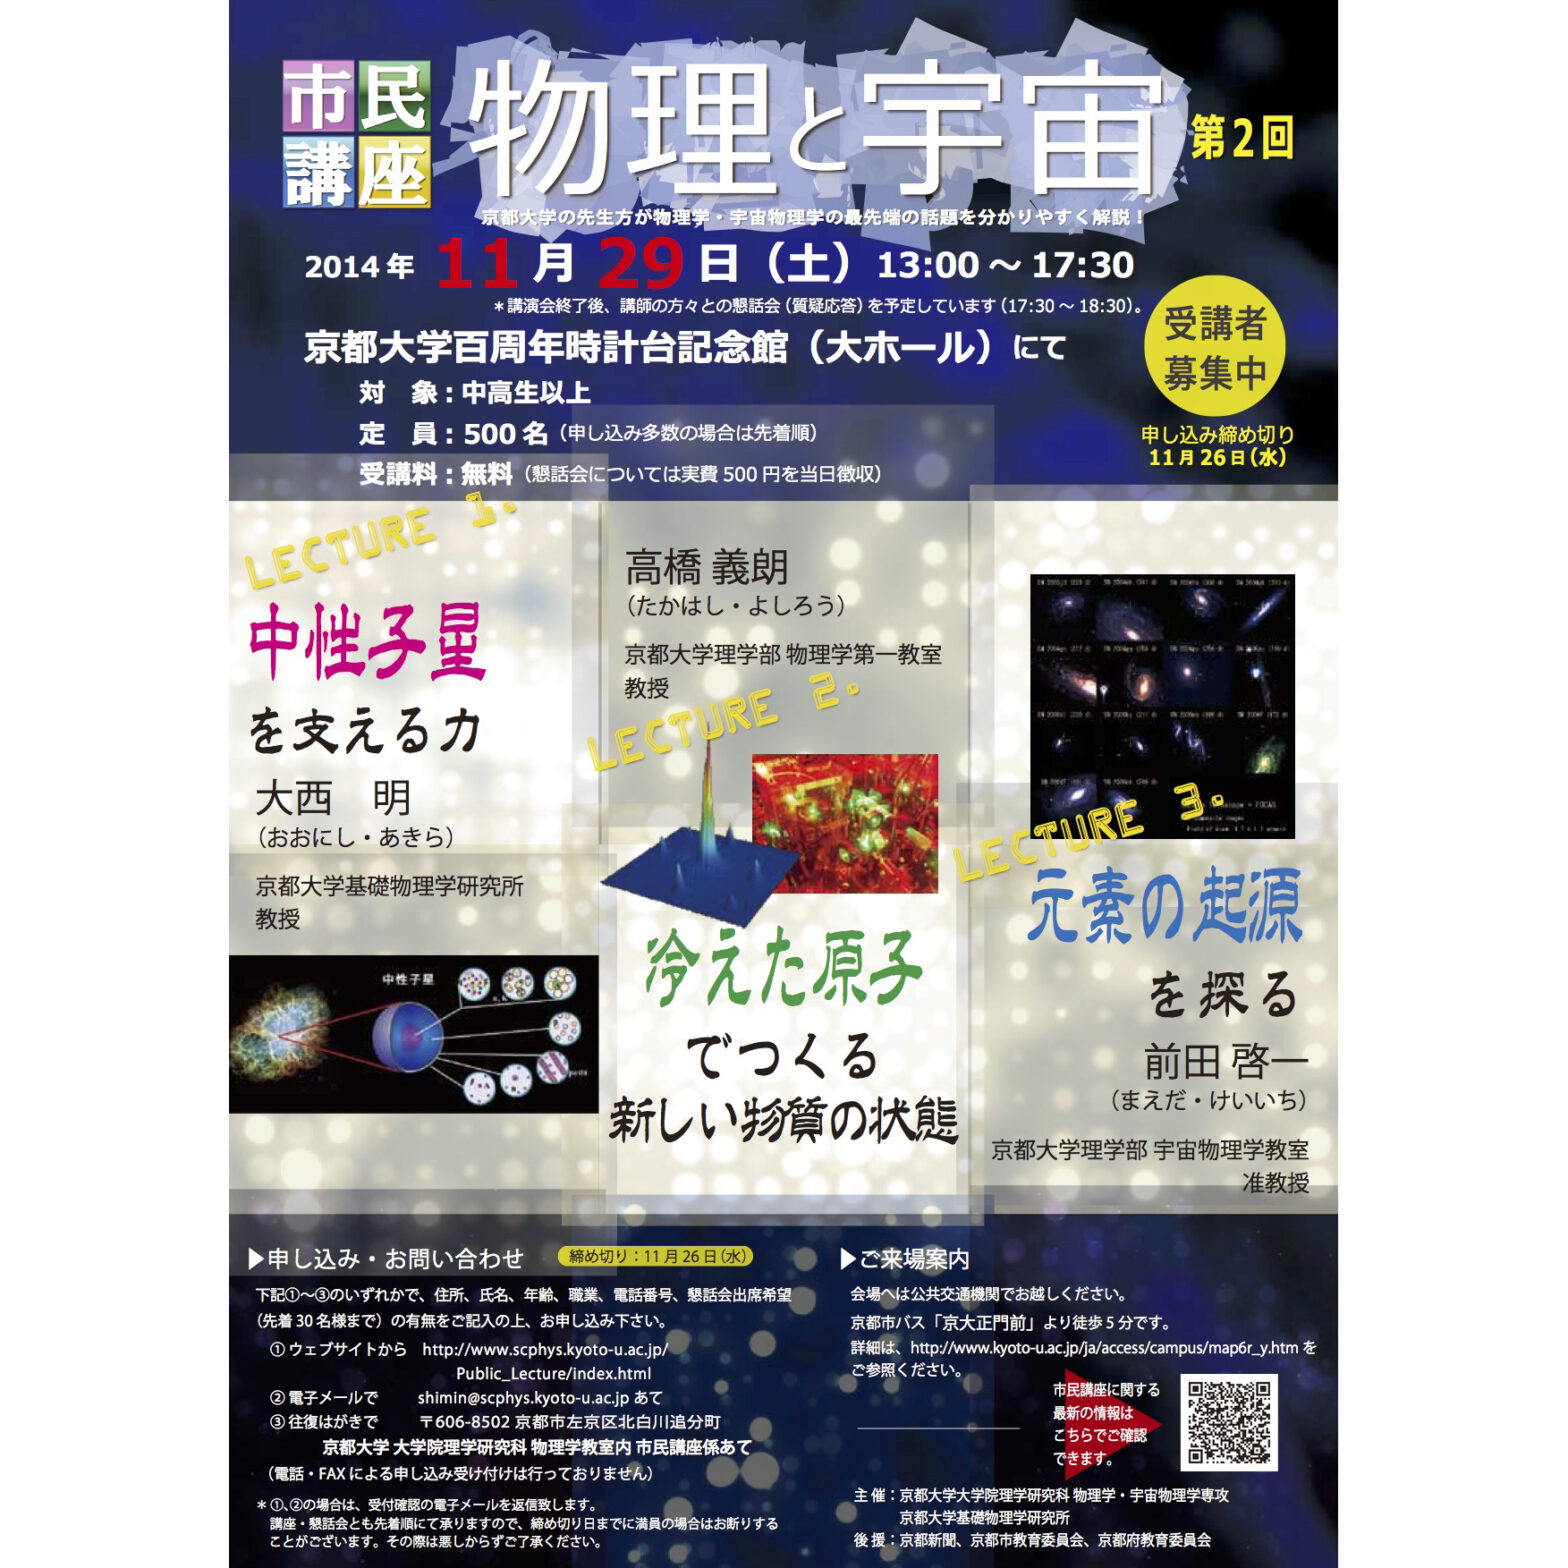 市民
講座
物理と宇宙
第2回
京都大学の先生方が物理学・宇宙物理学の最先端の話題を分かりやすく解説！
2014年 11月29日（土）13:00～17:30
＊講演会終了後、講師の方々との懇話会（質疑応答）を予定しています（17:30～18:30）。
京都大学百周年時計台記念館（大ホール）にて
対　象：中高生以上
定　員：500名（申し込み多数の場合は先着順）
受講料：無料（懇話会については実費500円を当日徴収）
受講者
募集中
申し込み締め切り
11月26日（水）
LECTURE 1.
中性子星
を支える力
大西　明
（おおにし・あきら）
京都大学基礎物理学研究所
教授
中性子星
高橋 義朗
（たかはし・よしろう）
京都大学理学部 物理学第一教室
教授
LECTURE 2.
冷えた原子
でつくる
新しい物質の状態
LECTURE 3.
元素の起源
を探る
前田 啓一
（まえだ・けいいち）
京都大学理学部 宇宙物理学教室
准教授
▶申し込み・お問い合わせ
締め切り：11月26日（水）
下記①～③のいずれかで、住所、氏名、年齢、職業、電話番号、懇話会出席希望
（先着30名様まで）の有無をご記入の上、お申し込み下さい。
①ウェブサイトから　http://www.scphys.kyoto-u.ac.jp/
Public_Lecture/index.html
②電子メールで　shimin@scphys.kyoto-u.ac.jp あて
③往復はがきで　〒606-8502 京都市左京区北白川追分町
京都大学 大学院理学研究科 物理学教室内 市民講座係あて
（電話・FAXによる申し込み受け付けは行っておりません）
＊①、②の場合は、受付確認の電子メールを返信致します。
講座・懇話会とも先着順にて承りますので、締め切り日までに満員の場合はお断りする
ことがございます。その際は悪しからずご了承ください。
▶ご来場案内
会場へは公共交通機関でお越しください。
京都市バス「京大正門前」より徒歩5分です。
詳細は、http://www.kyoto-u.ac.jp/ja/access/campus/map6r_y.htm を
ご参照ください。
市民講座に関する
最新の情報は
こちらでご確認
できます。
主 催：京都大学大学院理学研究科 物理学・宇宙物理学専攻
京都大学基礎物理学研究所
後 援：京都新聞、京都市教育委員会、京都府教育委員会